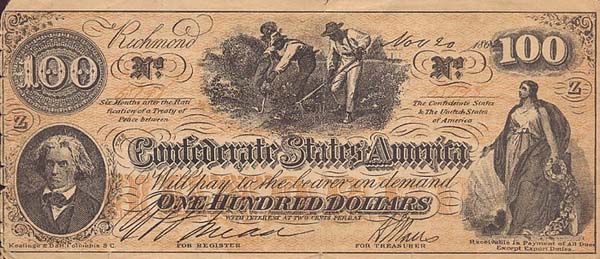 Richmond Nov 20 186
100 100
No. No.
Six Months after the Rati
fication of a Treaty of
Peace between
The Confederate States
& The United States
of America
Z Z
Confederate States of America
Will pay to the bearer on demand
ONE HUNDRED DOLLARS
WITH INTEREST AT TWO CENTS PER DAY
FOR REGISTER FOR TREASURER
Keatinge & Ball, Columbia S.C.
Receivable in Payment of All Dues
Except Export Duties.